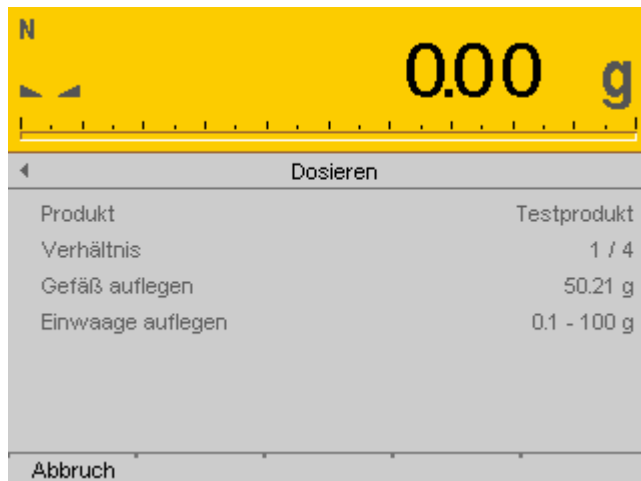 N
0.00 g
Dosieren
Produkt Testprodukt
Verhältnis 1 / 4
Gefäß auflegen 50.21 g
Einwaage auflegen 0.1 - 100 g
Abbruch